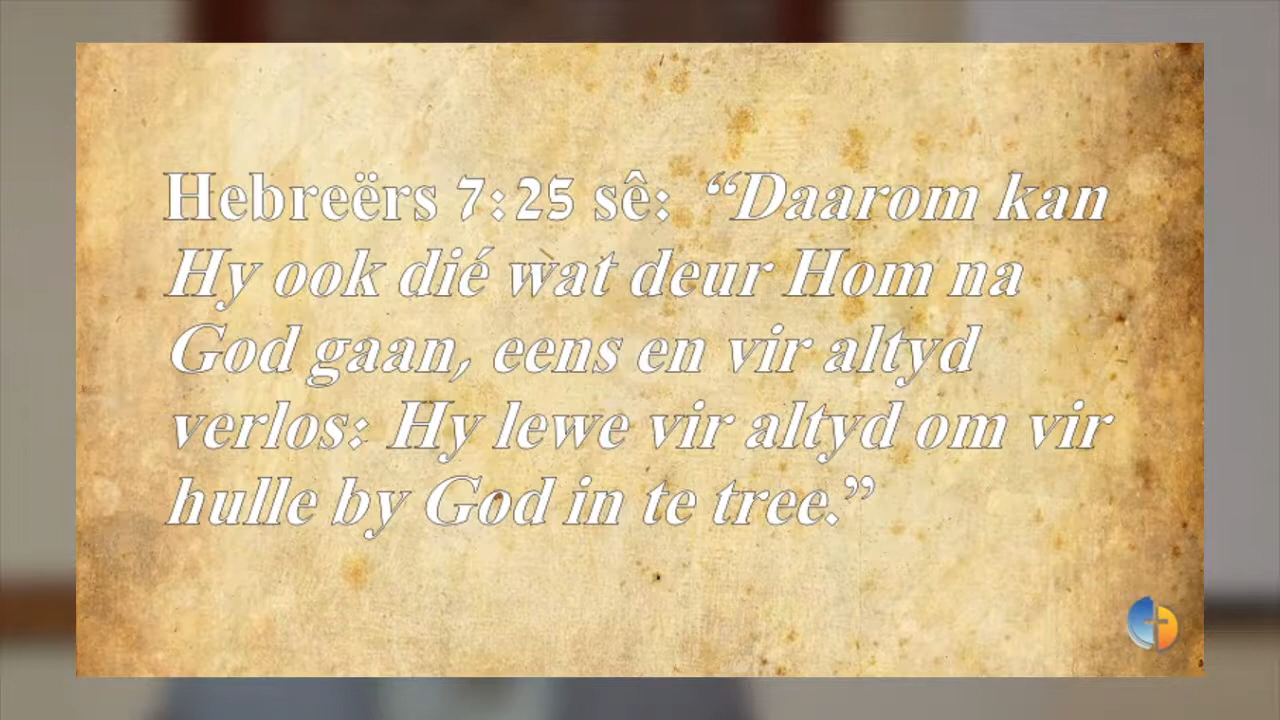 Hebreërs 7:25 sê: “Daarom kan
Hy ook dié wat deur Hom na
God gaan, eens en vir altyd
verlos: Hy lewe vir altyd om vir
hulle by God in te tree.”